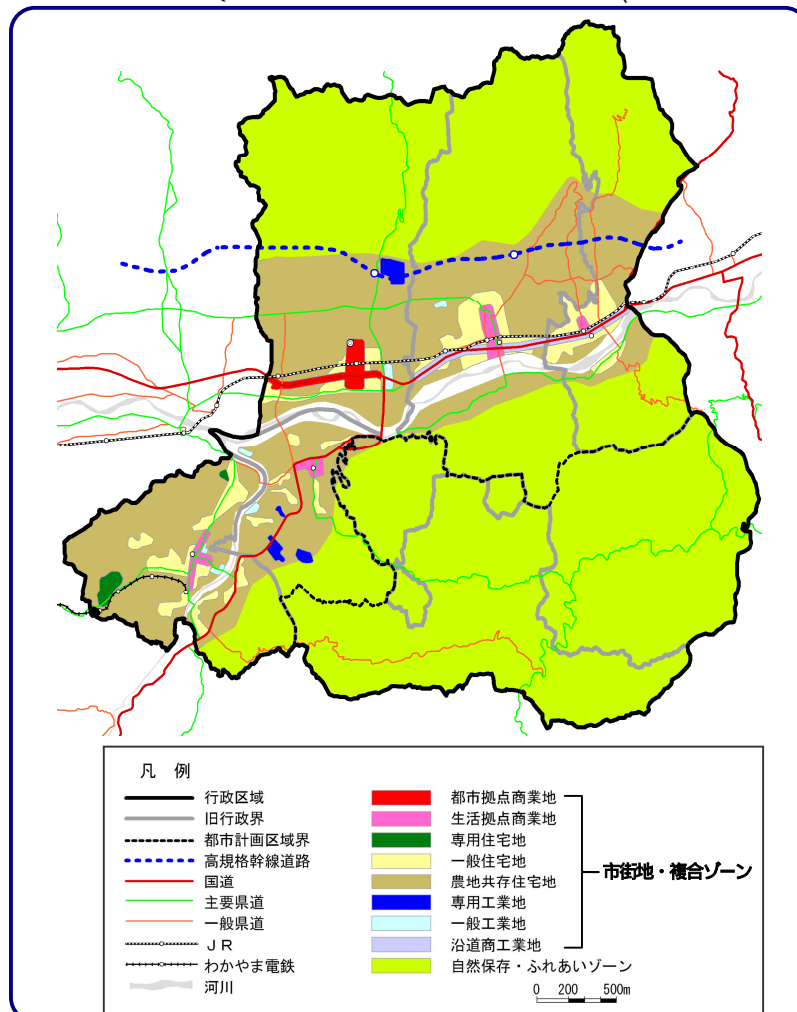 凡 例
行政区域
旧行政界
都市計画区域界
高規格幹線道路
国道
主要県道
一般県道
ＪＲ
わかやま電鉄
河川
都市拠点商業地
生活拠点商業地
専用住宅地
一般住宅地
農地共存住宅地
専用工業地
一般工業地
沿道商工業地
自然保存・ふれあいゾーン
市街地・複合ゾーン
0 200 500m